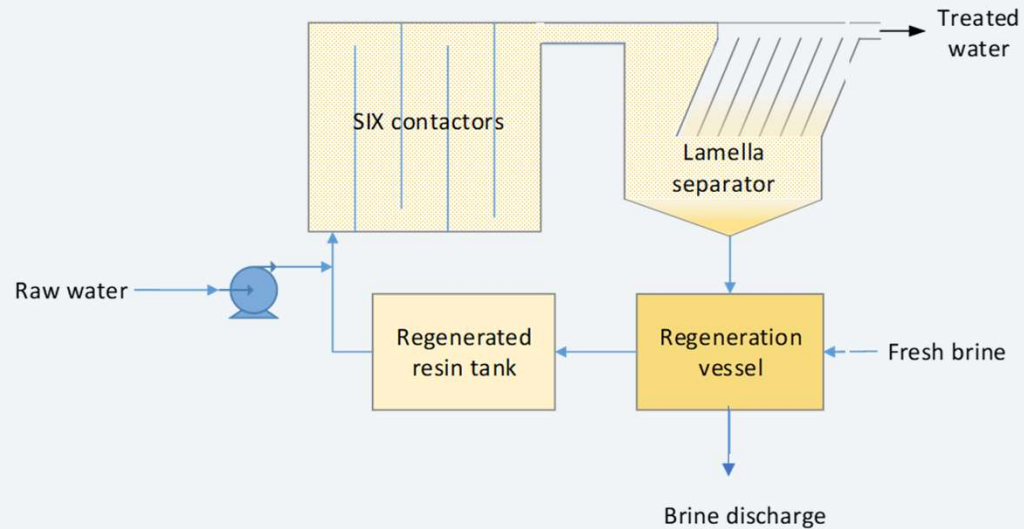 Treated
water
SIX contactors
Lamella
separator
Raw water
Regenerated
resin tank
Regeneration
vessel
Fresh brine
Brine discharge